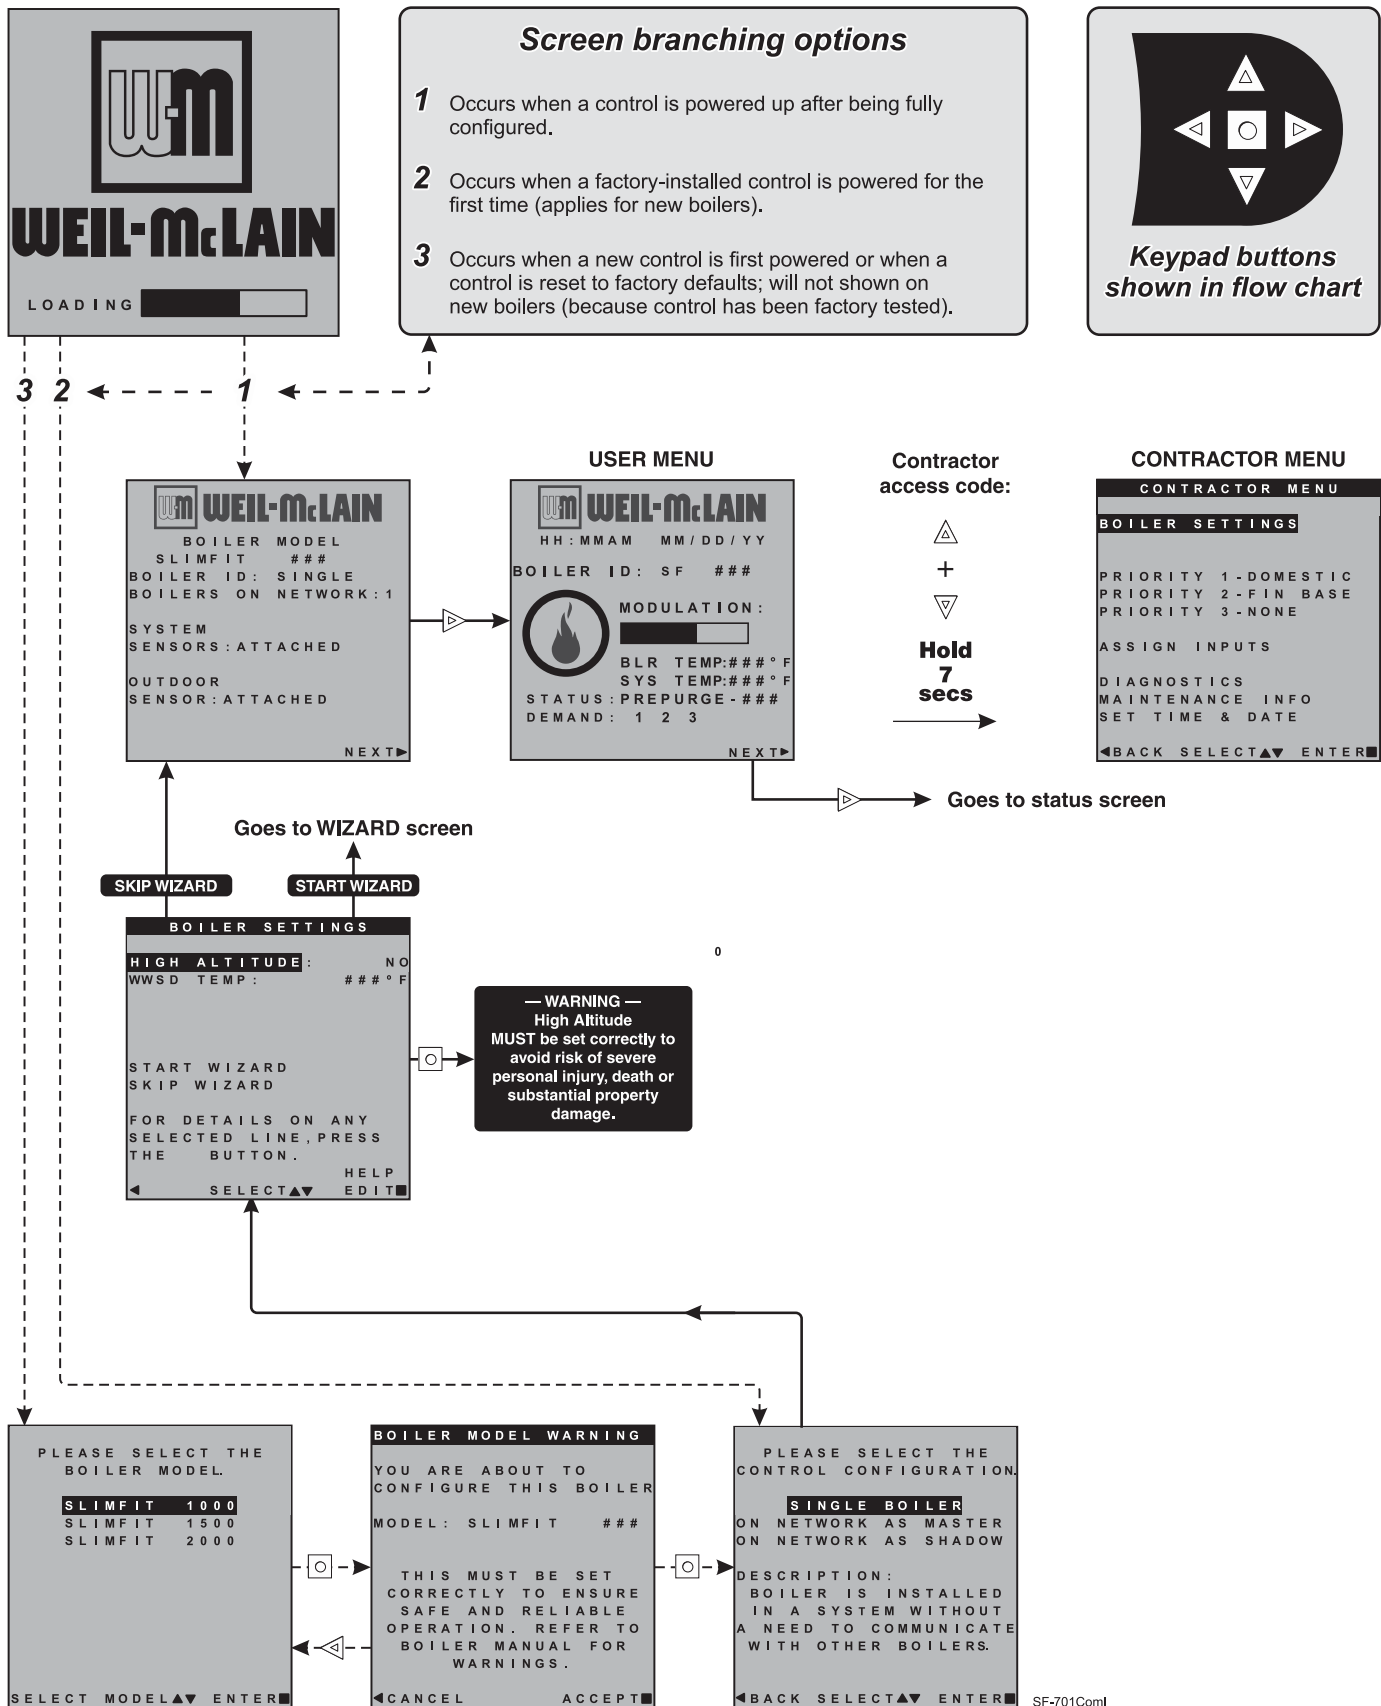 WM
WEIL-McLAIN
LOADING
Screen branching options
1 Occurs when a control is powered up after being fully
configured.
2 Occurs when a factory-installed control is powered for the
first time (applies for new boilers).
3 Occurs when a new control is first powered or when a
control is reset to factory defaults; will not shown on
new boilers (because control has been factory tested).
Keypad buttons
shown in flow chart
3 2 1
WM WEIL-McLAIN
BOILER MODEL
SLIMFIT ###
BOILER ID: SINGLE
BOILERS ON NETWORK:1
SYSTEM
SENSORS:ATTACHED
OUTDOOR
SENSOR:ATTACHED
NEXT▶
USER MENU
WM WEIL-McLAIN
HH:MMAM MM/DD/YY
BOILER ID: SF ###
MODULATION:
BLR TEMP:###°F
SYS TEMP:###°F
STATUS:PREPURGE-###
DEMAND: 1 2 3
NEXT▶
Contractor
access code:
+
Hold
7
secs
CONTRACTOR MENU
CONTRACTOR MENU
BOILER SETTINGS
PRIORITY 1-DOMESTIC
PRIORITY 2-FIN BASE
PRIORITY 3-NONE
ASSIGN INPUTS
DIAGNOSTICS
MAINTENANCE INFO
SET TIME & DATE
◀BACK SELECT▲▼ ENTER■
Goes to status screen
Goes to WIZARD screen
SKIP WIZARD
START WIZARD
BOILER SETTINGS
HIGH ALTITUDE: NO
WWSD TEMP: ###°F
START WIZARD
SKIP WIZARD
FOR DETAILS ON ANY
SELECTED LINE,PRESS
THE BUTTON.
HELP
◀ SELECT▲▼ EDIT■
0
— WARNING —
High Altitude
MUST be set correctly to
avoid risk of severe
personal injury, death or
substantial property
damage.
PLEASE SELECT THE
BOILER MODEL.
SLIMFIT 1000
SLIMFIT 1500
SLIMFIT 2000
SELECT MODEL▲▼ ENTER■
BOILER MODEL WARNING
YOU ARE ABOUT TO
CONFIGURE THIS BOILER
MODEL: SLIMFIT ###
THIS MUST BE SET
CORRECTLY TO ENSURE
SAFE AND RELIABLE
OPERATION. REFER TO
BOILER MANUAL FOR
WARNINGS.
◀CANCEL ACCEPT■
PLEASE SELECT THE
CONTROL CONFIGURATION.
SINGLE BOILER
ON NETWORK AS MASTER
ON NETWORK AS SHADOW
DESCRIPTION:
BOILER IS INSTALLED
IN A SYSTEM WITHOUT
A NEED TO COMMUNICATE
WITH OTHER BOILERS.
◀BACK SELECT▲▼ ENTER■
SF-701ComI